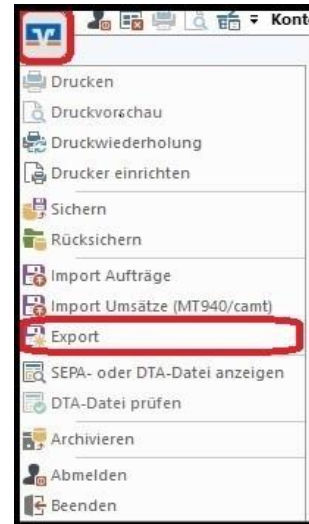 Kont
Drucken
Druckvorschau
Druckwiederholung
Drucker einrichten
Sichern
Rücksichern
Import Aufträge
Import Umsätze (MT940/camt)
Export
SEPA- oder DTA-Datei anzeigen
DTA-Datei prüfen
Archivieren
Abmelden
Beenden